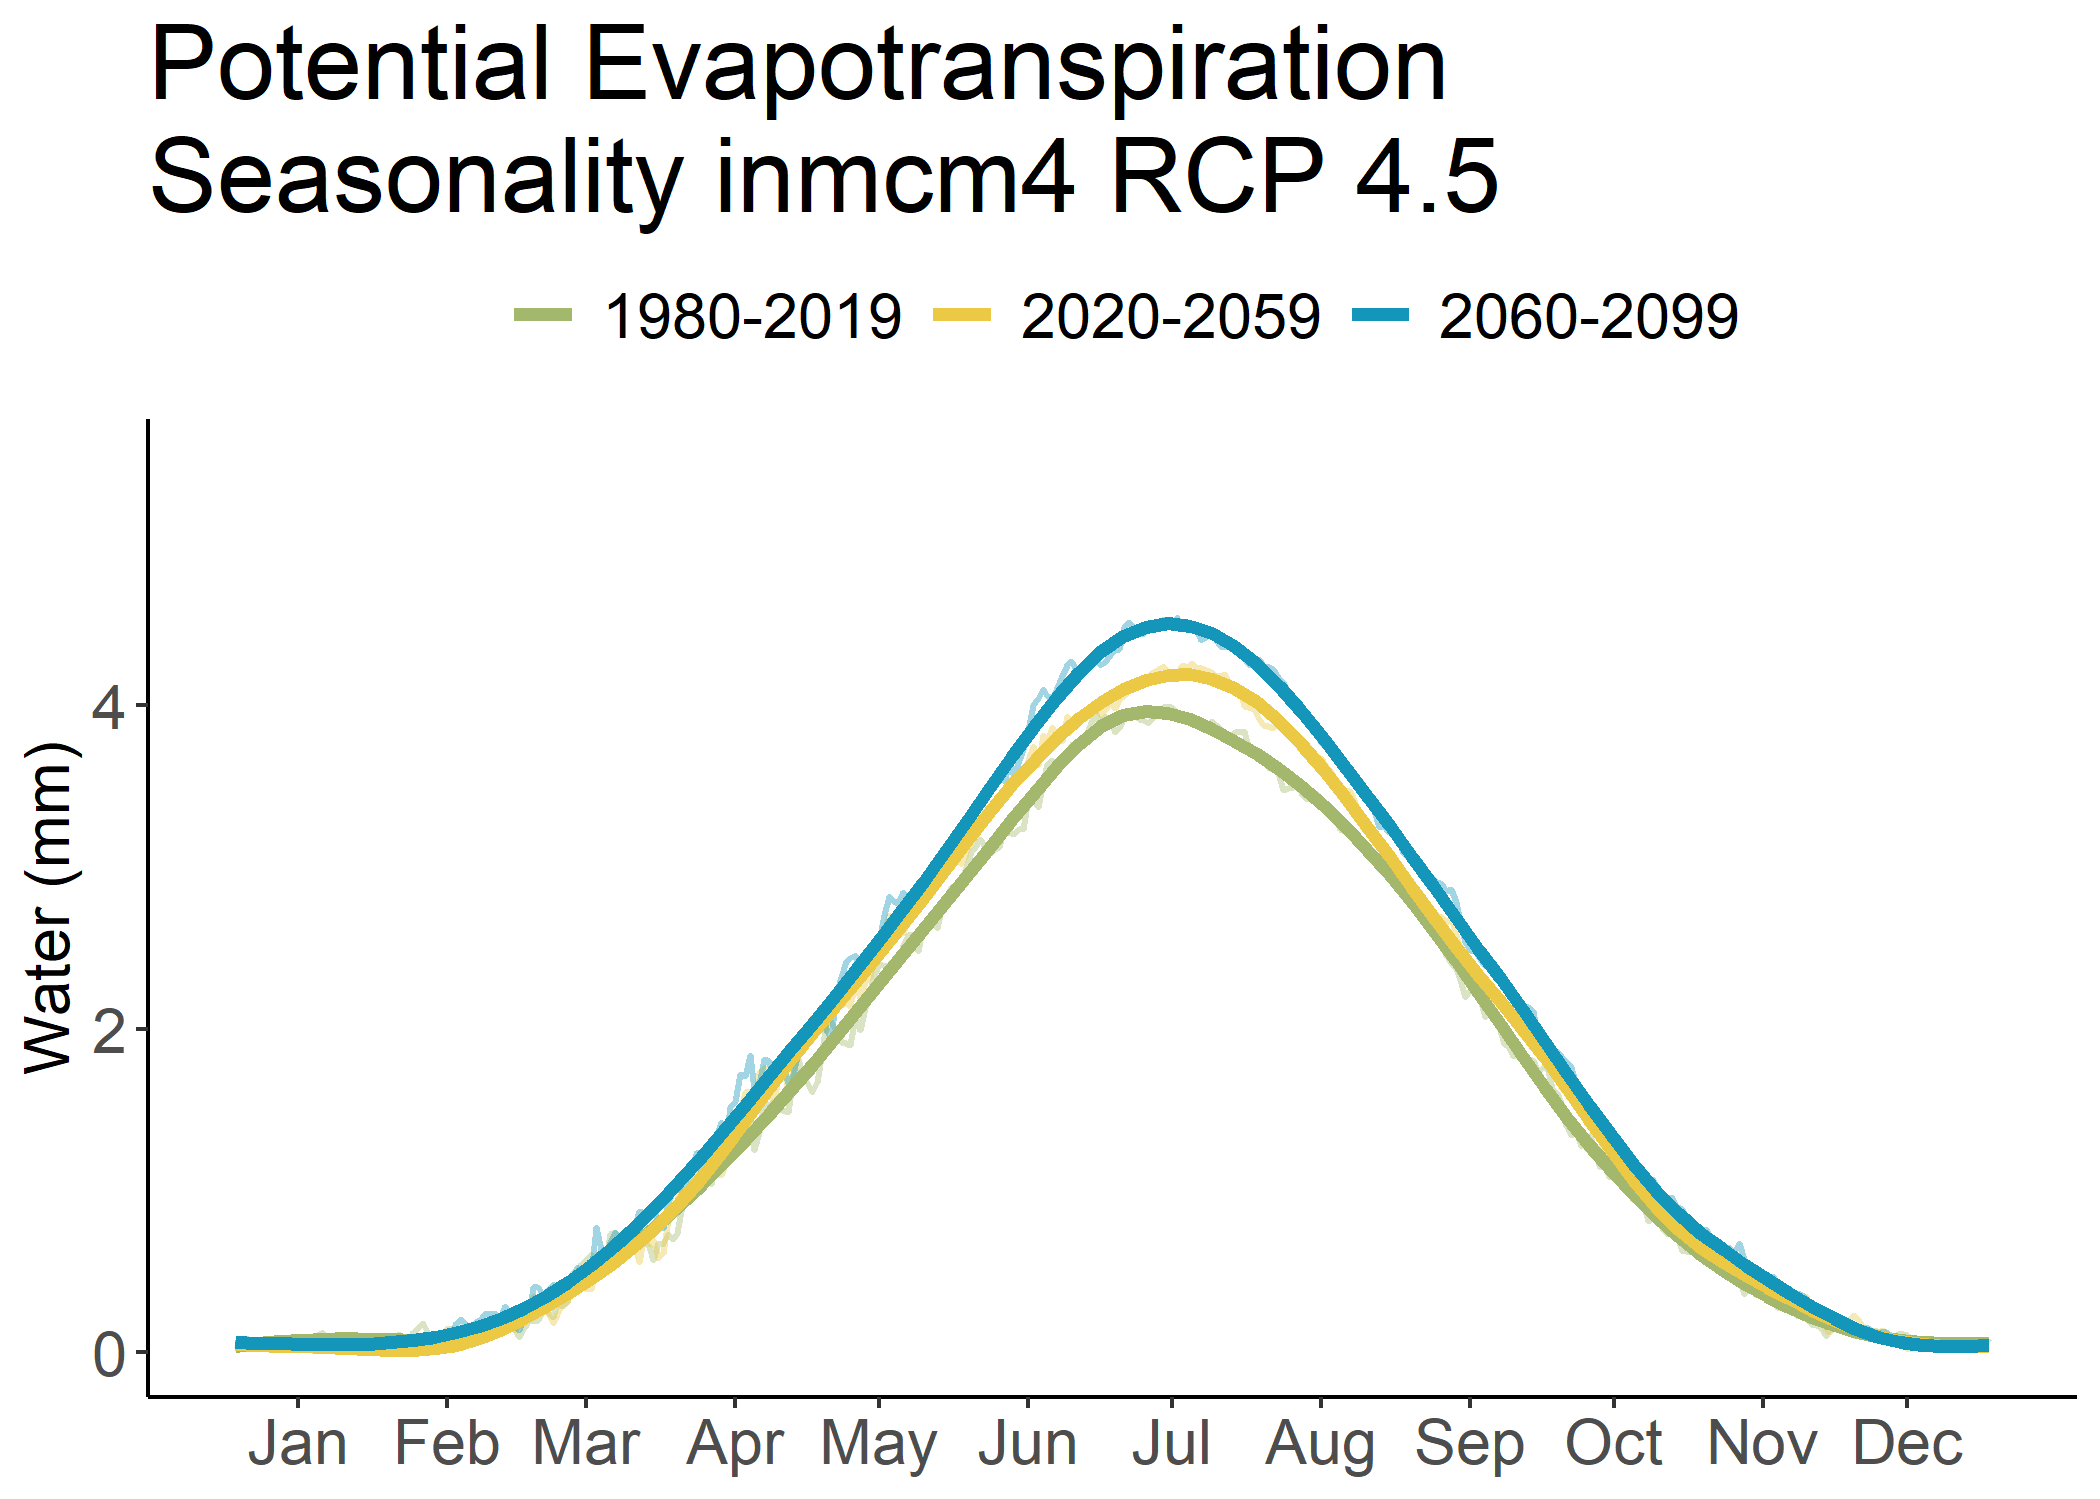 Potential Evapotranspiration
Seasonality inmcm4 RCP 4.5
1980-2019 2020-2059 2060-2099
Water (mm)
4
2
0
Jan Feb Mar Apr May Jun Jul Aug Sep Oct Nov Dec